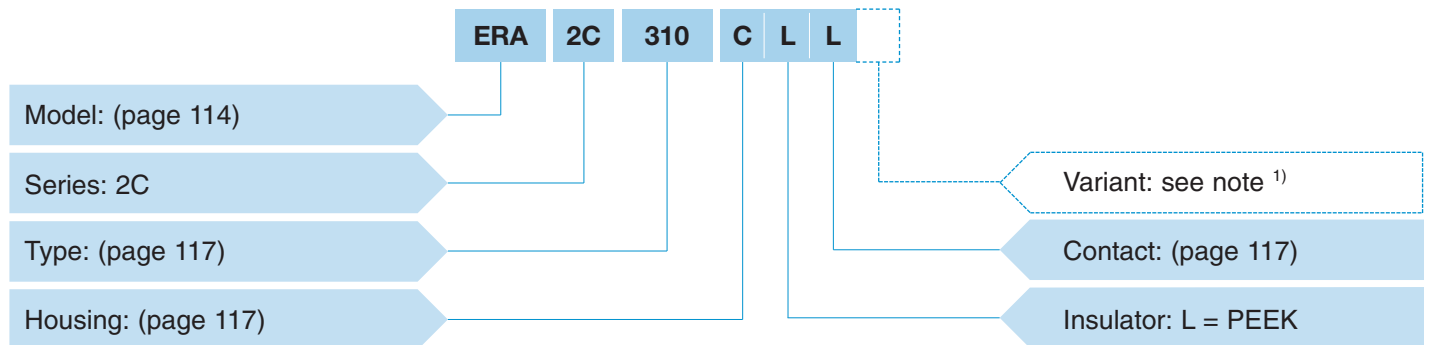 ERA 2C 310 C L L
Model: (page 114)
Series: 2C
Type: (page 117)
Housing: (page 117)
Variant: see note 1)
Contact: (page 117)
Insulator: L = PEEK